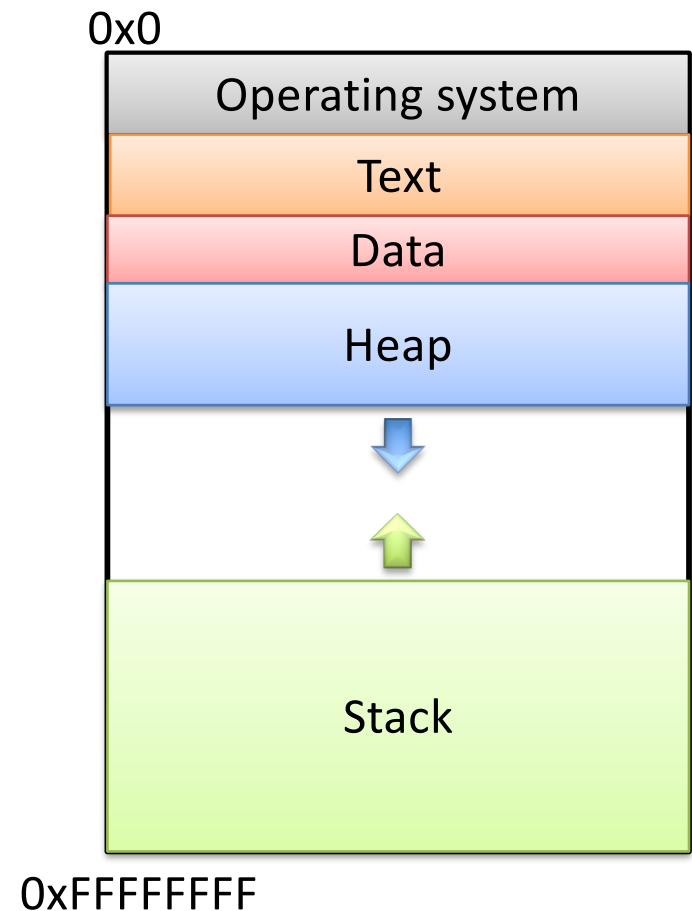 0x0
Operating system
Text
Data
Heap
Stack
0xFFFFFFFF